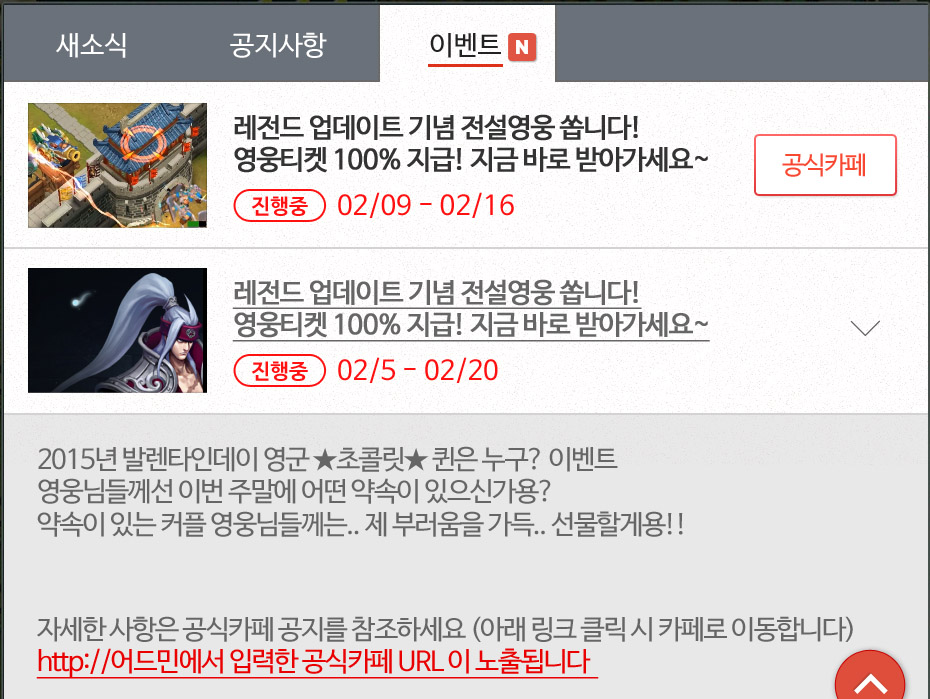 새소식
공지사항
이벤트 N
레전드 업데이트 기념 전설영웅 쏩니다!
영웅티켓 100% 지급! 지금 바로 받아가세요~
공식카페
진행중 02/09 - 02/16
레전드 업데이트 기념 전설영웅 쏩니다!
영웅티켓 100% 지급! 지금 바로 받아가세요~
진행중 02/5 - 02/20
2015년 발렌타인데이 영군 ★초콜릿★ 퀸은 누구? 이벤트
영웅님들께선 이번 주말에 어떤 약속이 있으신가용?
약속이 있는 커플 영웅님들께는.. 제 부러움을 가득.. 선물할게용!!
자세한 사항은 공식카페 공지를 참조하세요 (아래 링크 클릭 시 카페로 이동합니다)
http://어드민에서 입력한 공식카페 URL 이 노출됩니다